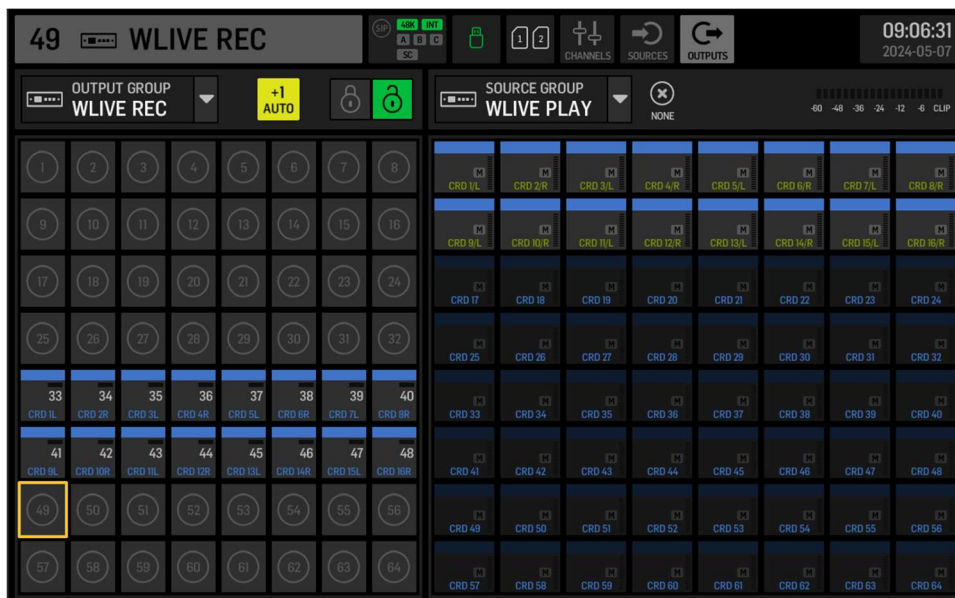 49 WLIVE REC
SIP 48K INT
A B C
SC
1 2
CHANNELS SOURCES OUTPUTS
09:06:31
2024-05-07
OUTPUT GROUP
WLIVE REC
+1
AUTO
SOURCE GROUP
WLIVE PLAY
NONE
-60 -48 -36 -24 -12 -6 CLIP
1 2 3 4 5 6 7 8
9 10 11 12 13 14 15 16
17 18 19 20 21 22 23 24
25 26 27 28 29 30 31 32
33 34 35 36 37 38 39 40
CRD 1L CRD 2R CRD 3L CRD 4R CRD 5L CRD 6R CRD 7L CRD 8R
41 42 43 44 45 46 47 48
CRD 9L CRD 10R CRD 11L CRD 12R CRD 13L CRD 14R CRD 15L CRD 16R
49 50 51 52 53 54 55 56
57 58 59 60 61 62 63 64
M M M M M M M M
CRD 1/L CRD 2/R CRD 3/L CRD 4/R CRD 5/L CRD 6/R CRD 7/L CRD 8/R
M M M M M M M M
CRD 9/L CRD 10/R CRD 11/L CRD 12/R CRD 13/L CRD 14/R CRD 15/L CRD 16/R
M M M M M M M M
CRD 17 CRD 18 CRD 19 CRD 20 CRD 21 CRD 22 CRD 23 CRD 24
M M M M M M M M
CRD 25 CRD 26 CRD 27 CRD 28 CRD 29 CRD 30 CRD 31 CRD 32
M M M M M M M M
CRD 33 CRD 34 CRD 35 CRD 36 CRD 37 CRD 38 CRD 39 CRD 40
M M M M M M M M
CRD 41 CRD 42 CRD 43 CRD 44 CRD 45 CRD 46 CRD 47 CRD 48
M M M M M M M M
CRD 49 CRD 50 CRD 51 CRD 52 CRD 53 CRD 54 CRD 55 CRD 56
M M M M M M M M
CRD 57 CRD 58 CRD 59 CRD 60 CRD 61 CRD 62 CRD 63 CRD 64